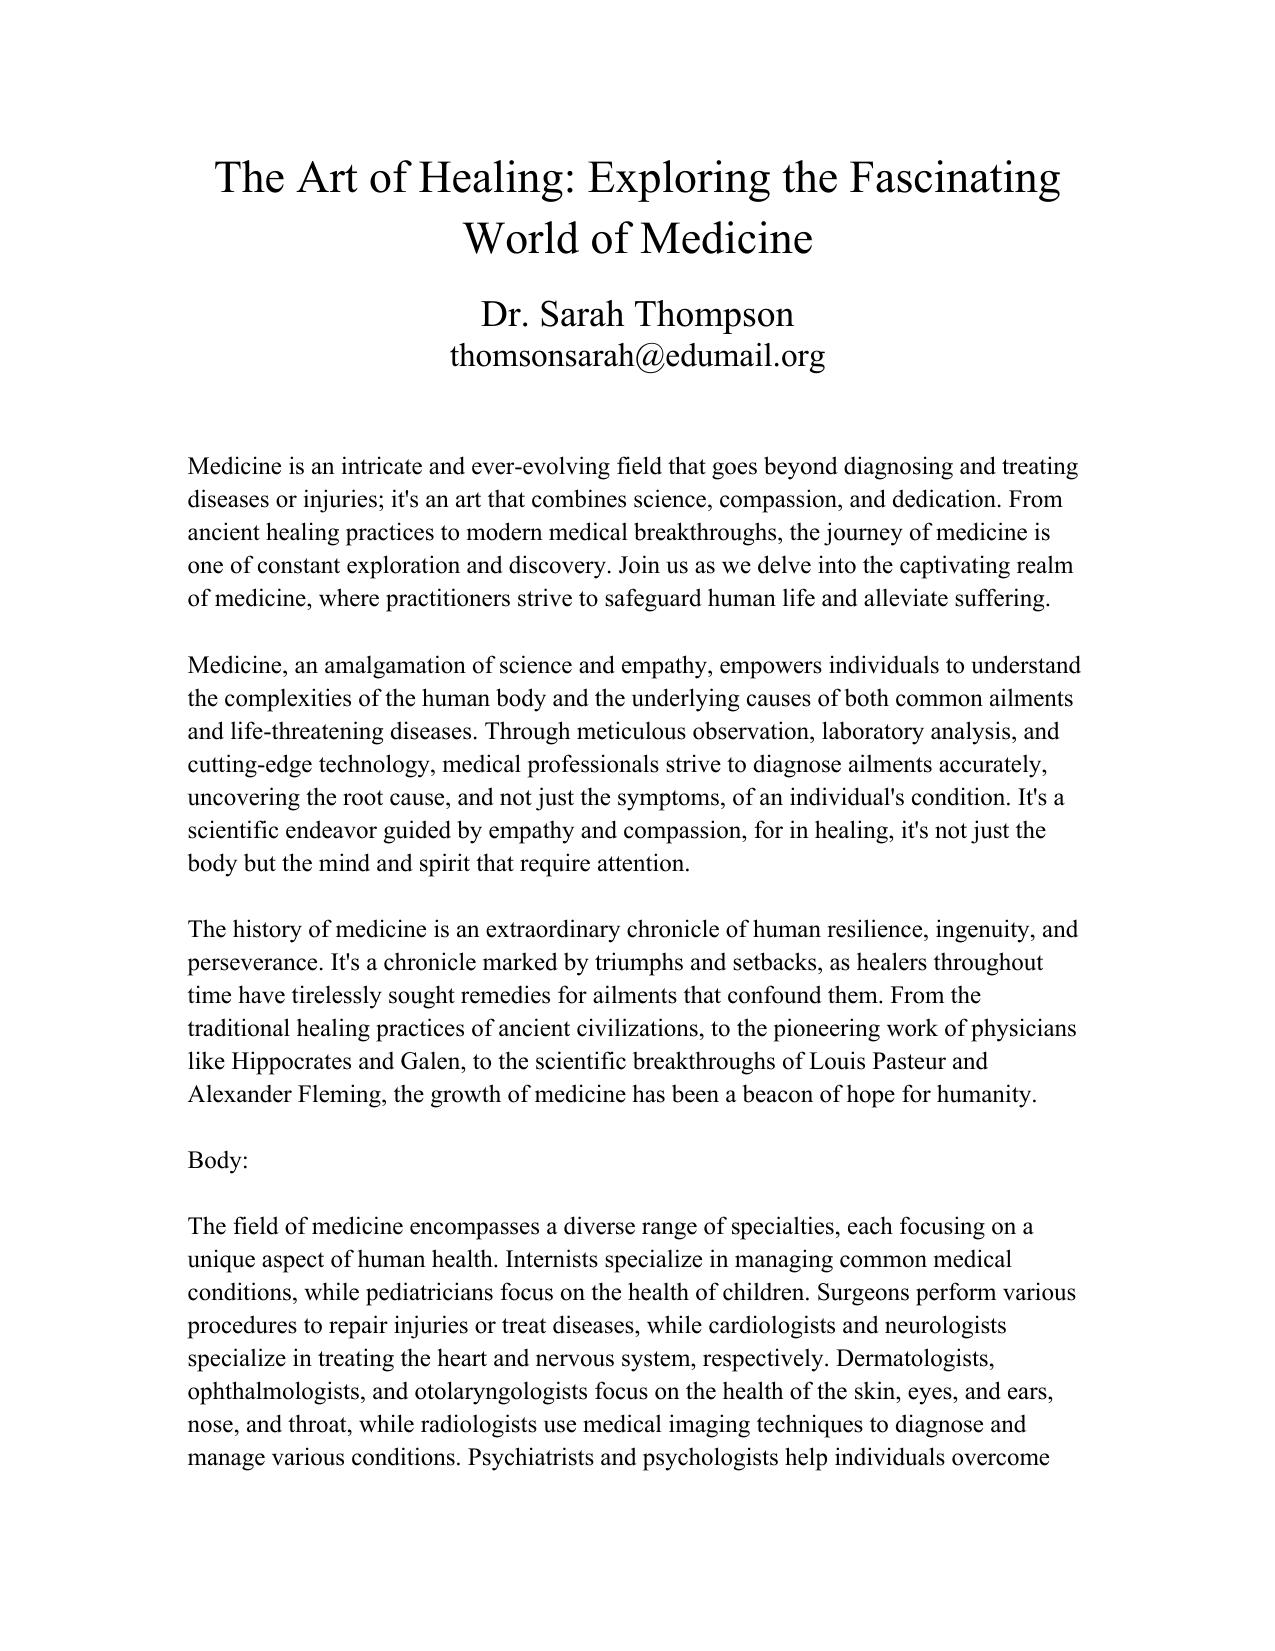 The Art of Healing: Exploring the Fascinating
World of Medicine
Dr. Sarah Thompson
thomsonsarah@edumail.org
Medicine is an intricate and ever-evolving field that goes beyond diagnosing and treating
diseases or injuries; it's an art that combines science, compassion, and dedication. From
ancient healing practices to modern medical breakthroughs, the journey of medicine is
one of constant exploration and discovery. Join us as we delve into the captivating realm
of medicine, where practitioners strive to safeguard human life and alleviate suffering.
Medicine, an amalgamation of science and empathy, empowers individuals to understand
the complexities of the human body and the underlying causes of both common ailments
and life-threatening diseases. Through meticulous observation, laboratory analysis, and
cutting-edge technology, medical professionals strive to diagnose ailments accurately,
uncovering the root cause, and not just the symptoms, of an individual's condition. It's a
scientific endeavor guided by empathy and compassion, for in healing, it's not just the
body but the mind and spirit that require attention.
The history of medicine is an extraordinary chronicle of human resilience, ingenuity, and
perseverance. It's a chronicle marked by triumphs and setbacks, as healers throughout
time have tirelessly sought remedies for ailments that confound them. From the
traditional healing practices of ancient civilizations, to the pioneering work of physicians
like Hippocrates and Galen, to the scientific breakthroughs of Louis Pasteur and
Alexander Fleming, the growth of medicine has been a beacon of hope for humanity.
Body:
The field of medicine encompasses a diverse range of specialties, each focusing on a
unique aspect of human health. Internists specialize in managing common medical
conditions, while pediatricians focus on the health of children. Surgeons perform various
procedures to repair injuries or treat diseases, while cardiologists and neurologists
specialize in treating the heart and nervous system, respectively. Dermatologists,
ophthalmologists, and otolaryngologists focus on the health of the skin, eyes, and ears,
nose, and throat, while radiologists use medical imaging techniques to diagnose and
manage various conditions. Psychiatrists and psychologists help individuals overcome